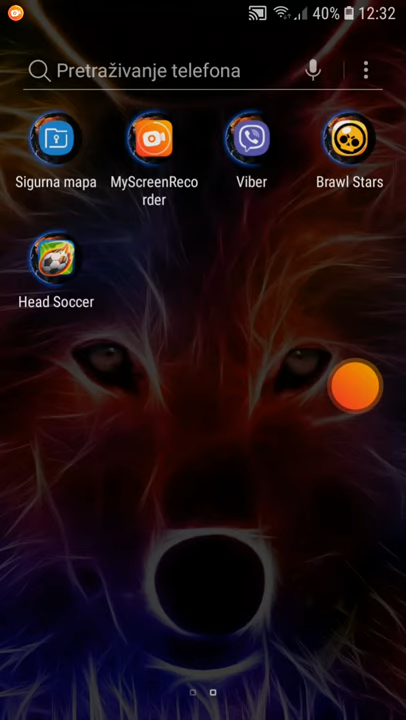 40% 12:32
Pretraživanje telefona
Sigurna mapa
MyScreenReco
rder
Viber
Brawl Stars
Head Soccer